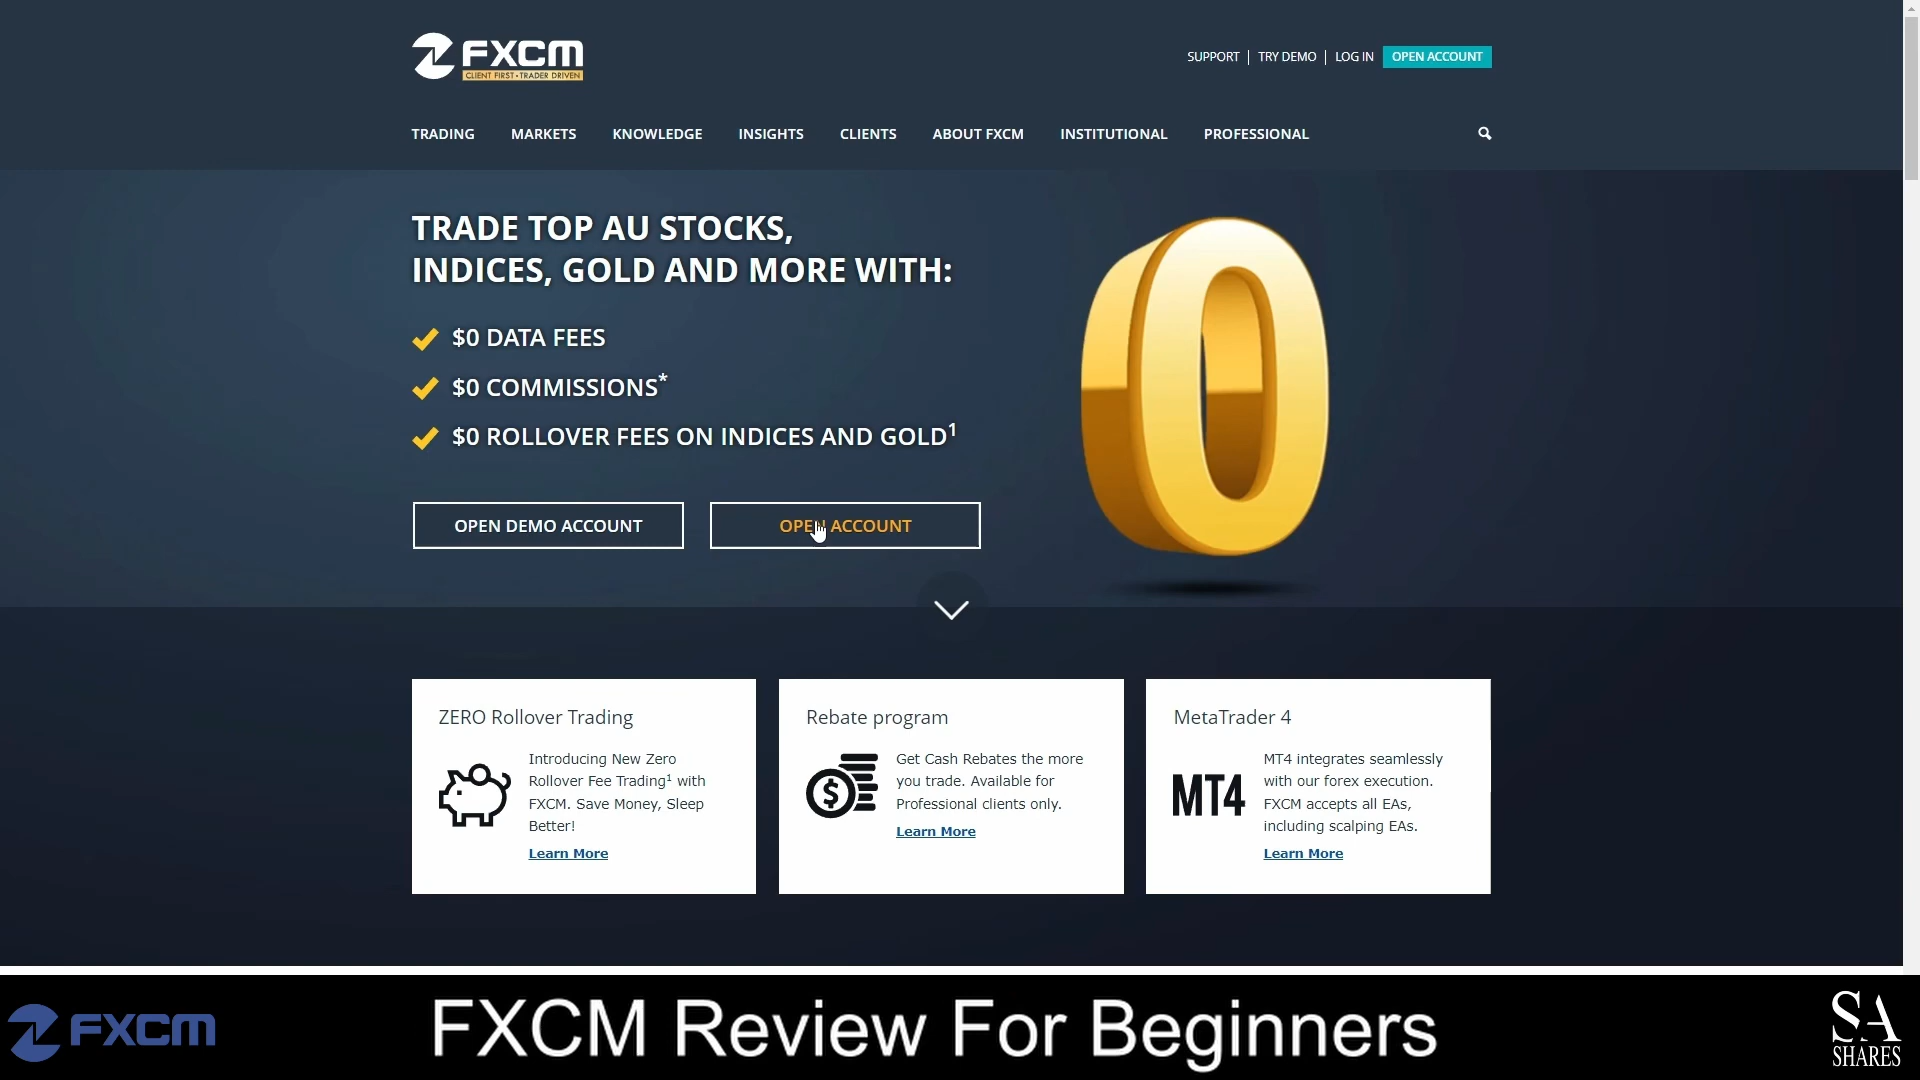 FXCM
CLIENT FIRST • TRADER DRIVEN
SUPPORT | TRY DEMO | LOG IN OPEN ACCOUNT
TRADING MARKETS KNOWLEDGE INSIGHTS CLIENTS ABOUT FXCM INSTITUTIONAL PROFESSIONAL
TRADE TOP AU STOCKS,
INDICES, GOLD AND MORE WITH:
$0 DATA FEES
$0 COMMISSIONS*
$0 ROLLOVER FEES ON INDICES AND GOLD¹
0
OPEN DEMO ACCOUNT OPEN ACCOUNT
ZERO Rollover Trading
Introducing New Zero
Rollover Fee Trading¹ with
FXCM. Save Money, Sleep
Better!
Learn More
Rebate program
$
Get Cash Rebates the more
you trade. Available for
Professional clients only.
Learn More
MetaTrader 4
MT4
MT4 integrates seamlessly
with our forex execution.
FXCM accepts all EAs,
including scalping EAs.
Learn More
FXCM
FXCM Review For Beginners
SA
SHARES